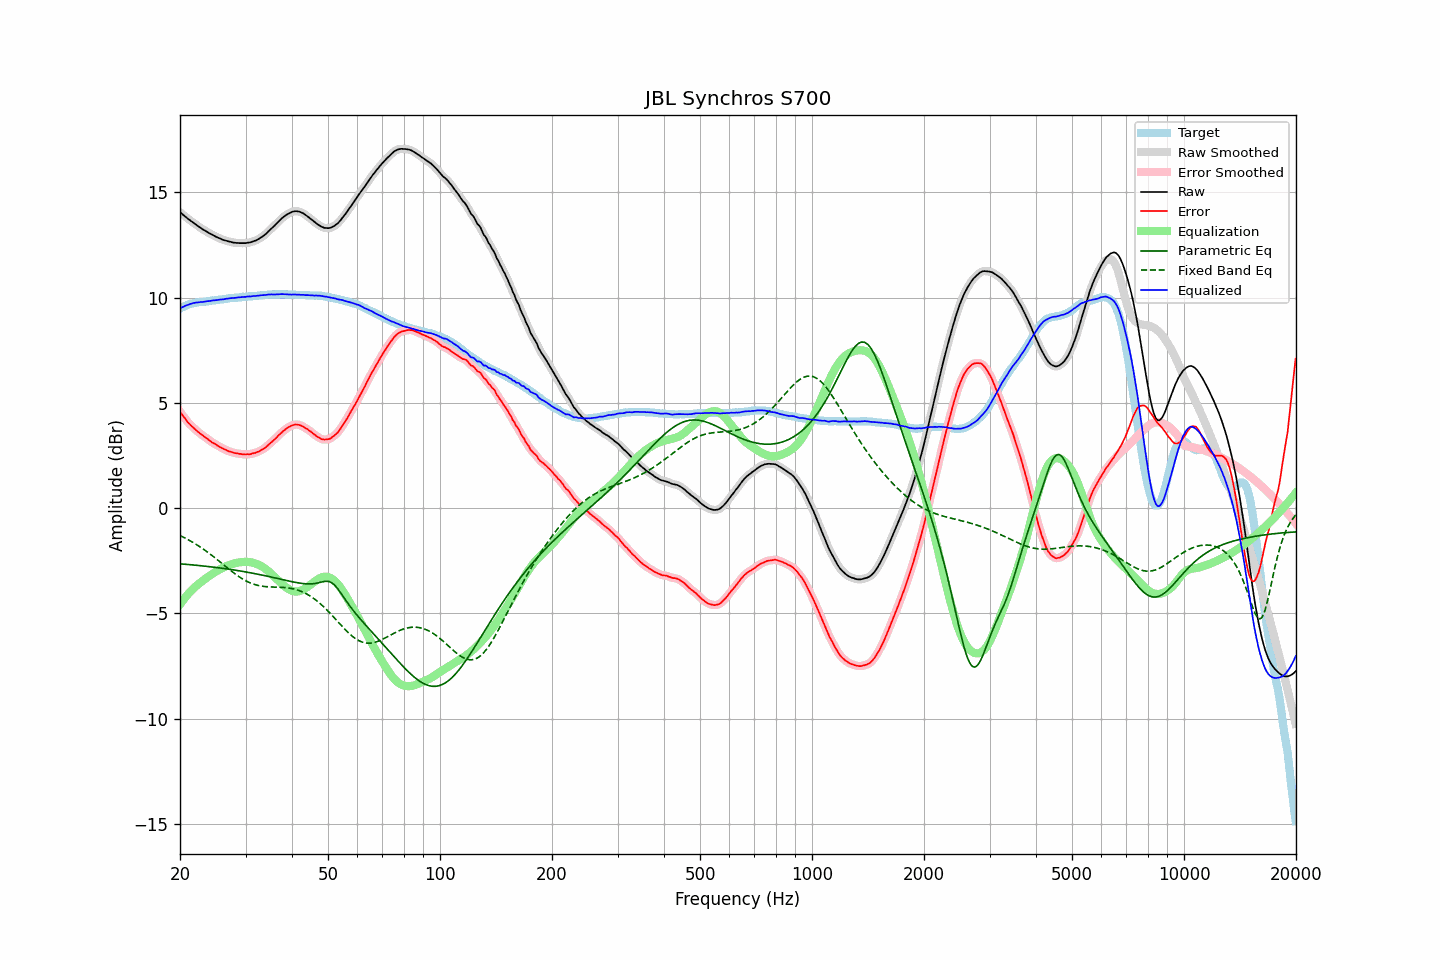 JBL Synchros S700
Target
Raw Smoothed
Error Smoothed
Raw
Error
Equalization
Parametric Eq
Fixed Band Eq
Equalized
Amplitude (dBr)
15
10
5
0
−5
−10
−15
20 50 100 200 500 1000 2000 5000 10000 20000
Frequency (Hz)